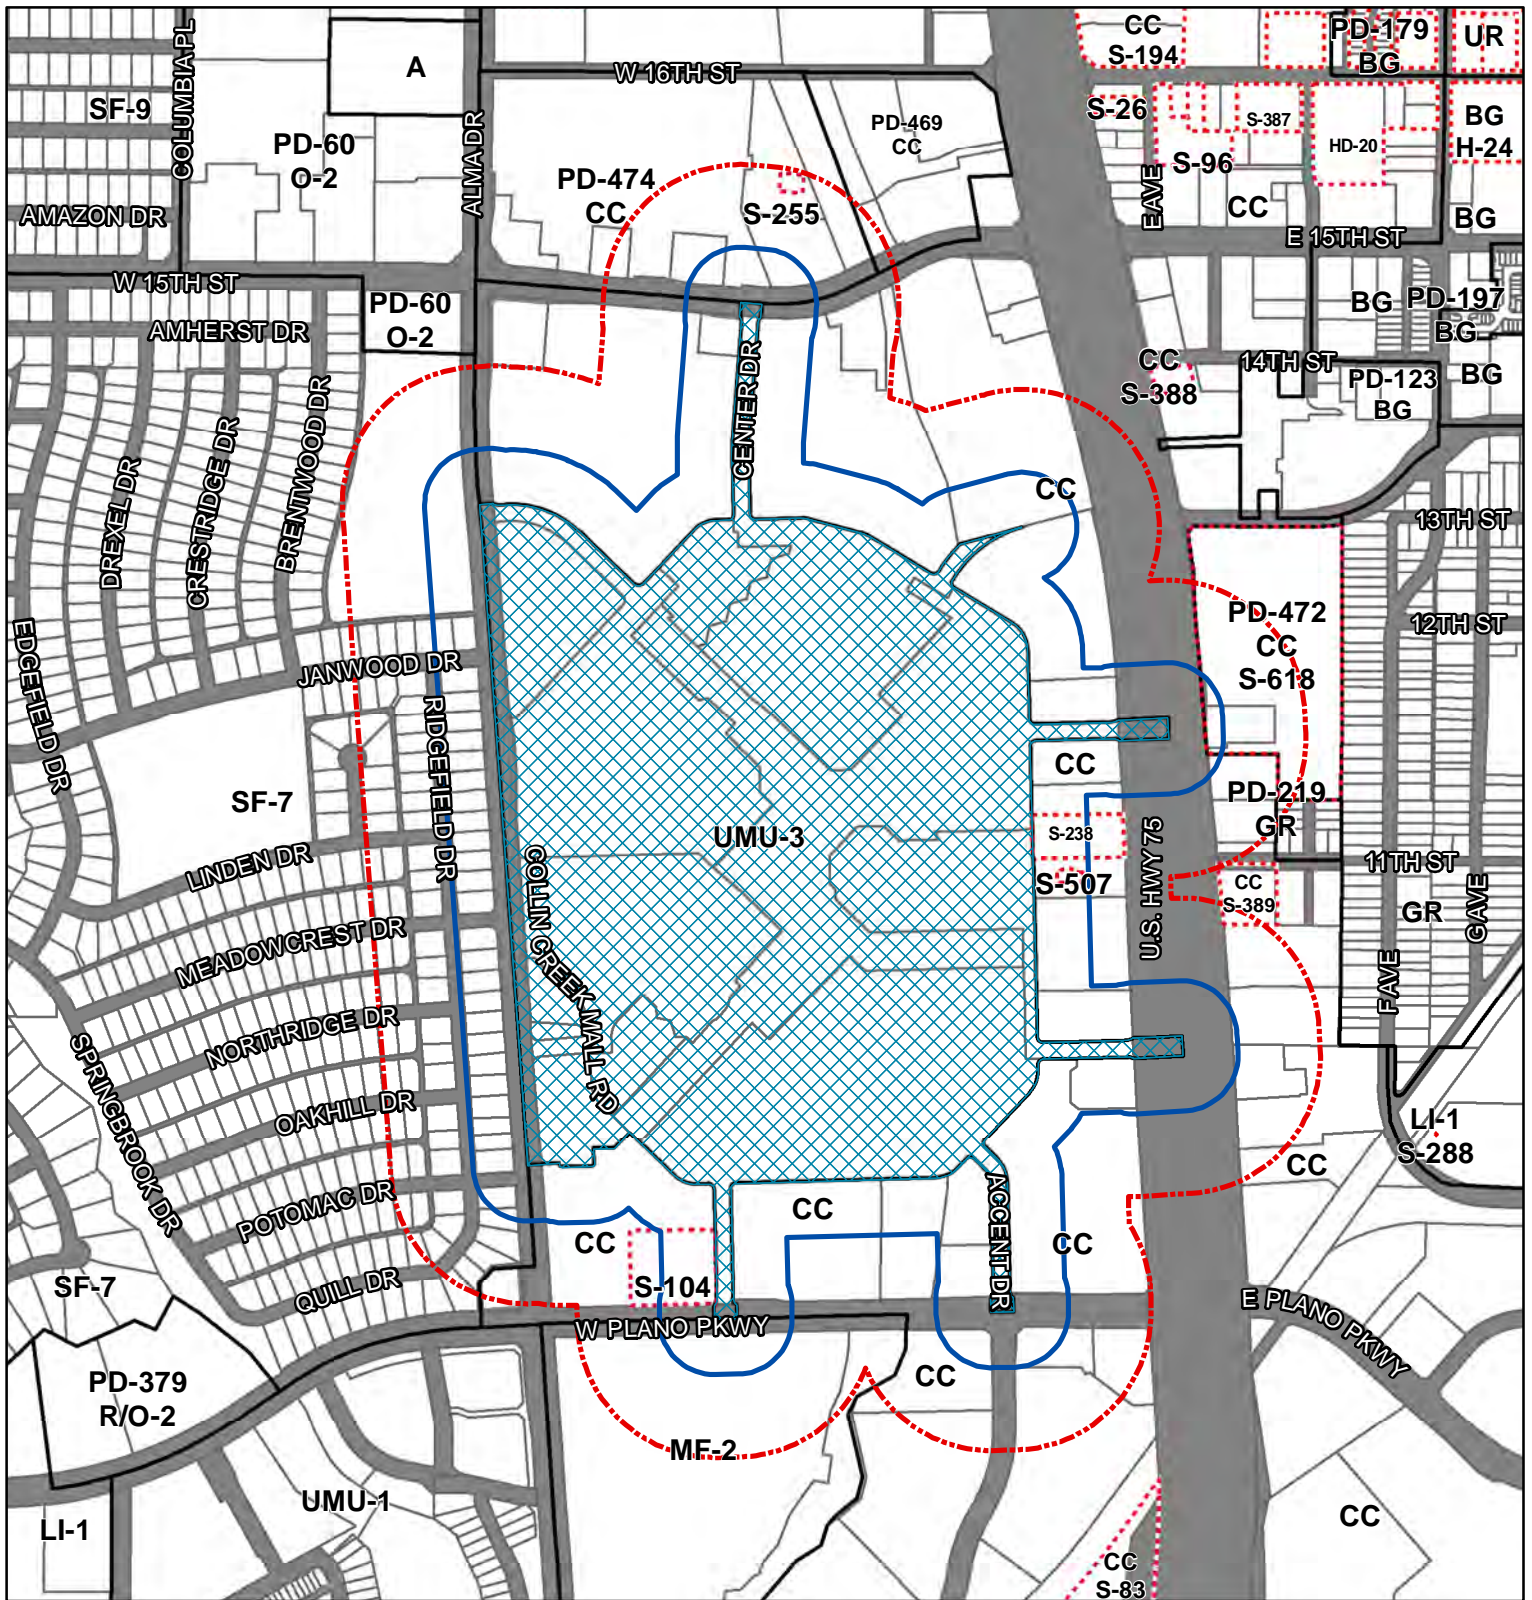 COLUMBIA PL
A
SF-9
PD-60
O-2
AMAZON DR
ALMA DR
W 16TH ST
PD-469
CC
PD-474
CC
S-255
CC
S-194
PD-179
BG
UR
S-26
S-387
S-96
HD-20
BG
H-24
E AVE
CC
BG
E 15TH ST
W 15TH ST
PD-60
O-2
AMHERST DR
BG
PD-197
BG
CC
S-388
14TH ST
PD-123
BG
BG
DREXEL DR
CRESTRIDGE DR
BRENTWOOD DR
CENTER DR
CC
13TH ST
12TH ST
PD-472
CC
S-618
EDGEFIELD DR
JANWOOD DR
RIDGEFIELD DR
SF-7
CC
PD-219
GR
UMU-3
S-238
S-507
U.S. HWY 75
11TH ST
CC
S-389
GR
G AVE
F AVE
LINDEN DR
COLLIN CREEK MALL RD
MEADOWCREST DR
NORTHRIDGE DR
SPRINGBROOK DR
OAKHILL DR
POTOMAC DR
QUILL DR
SF-7
LI-1
S-288
CC
CC
ACCENT DR
CC
CC
S-104
W PLANO PKWY
E PLANO PKWY
PD-379
R/O-2
CC
MF-2
UMU-1
LI-1
CC
CC
S-83